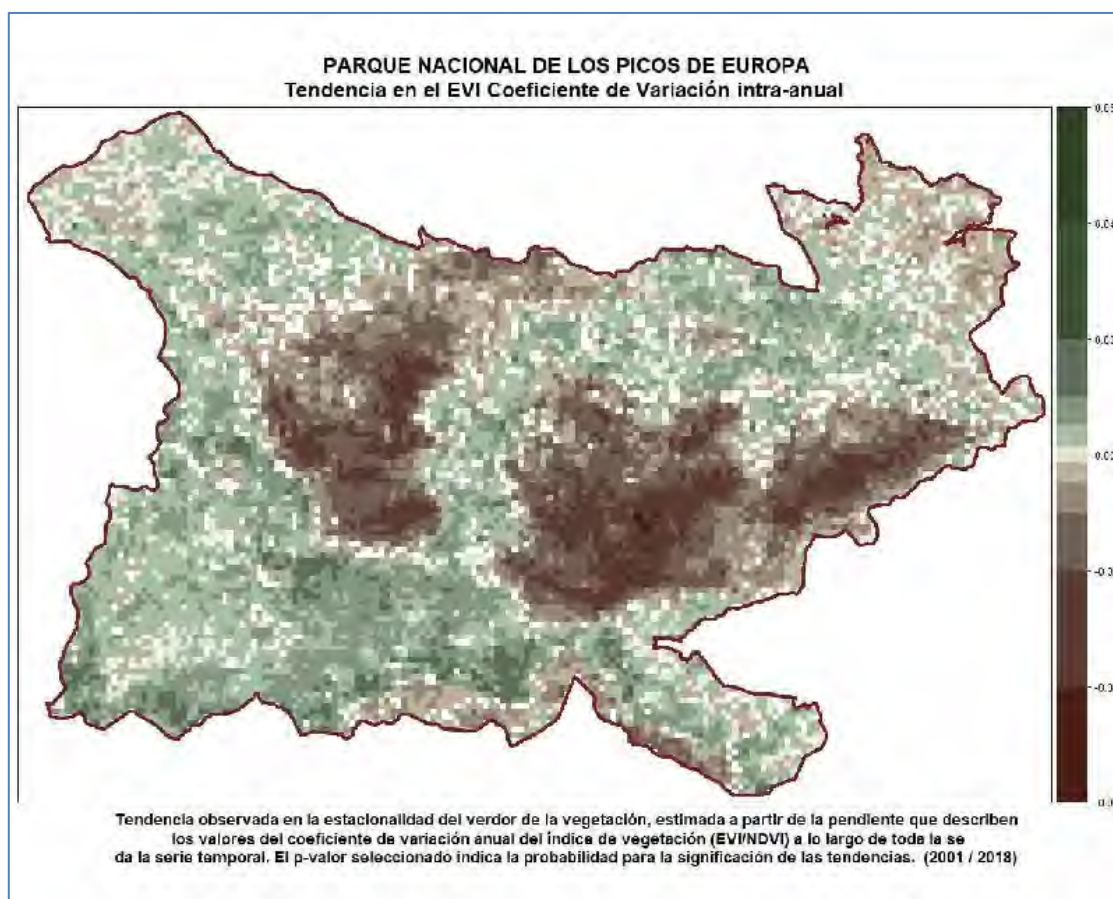 PARQUE NACIONAL DE LOS PICOS DE EUROPA
Tendencia en el EVI Coeficiente de Variación intra-anual
Tendencia observada en la estacionalidad del verdor de la vegetación, estimada a partir de la pendiente que describen
los valores del coeficiente de variación anual del índice de vegetación (EVI/NDVI) a lo largo de toda la se
da la serie temporal. El p-valor seleccionado indica la probabilidad para la significación de las tendencias. (2001 / 2018)